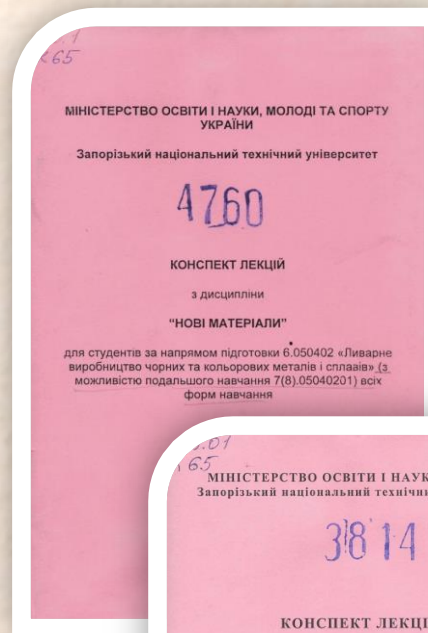 65
МІНІСТЕРСТВО ОСВІТИ І НАУКИ, МОЛОДІ ТА СПОРТУ
УКРАЇНИ
Запорізький національний технічний університет
4760
КОНСПЕКТ ЛЕКЦІЙ
з дисципліни
“НОВІ МАТЕРІАЛИ”
для студентів за напрямом підготовки 6.050402 «Ливарне
виробництво чорних та кольорових металів і сплавів» (з
можливістю подальшого навчання 7(8).05040201) всіх
форм навчання
65
МІНІСТЕРСТВО ОСВІТИ І НАУК
Запорізький національний технічн
3814
КОНСПЕКТ ЛЕКЦІ